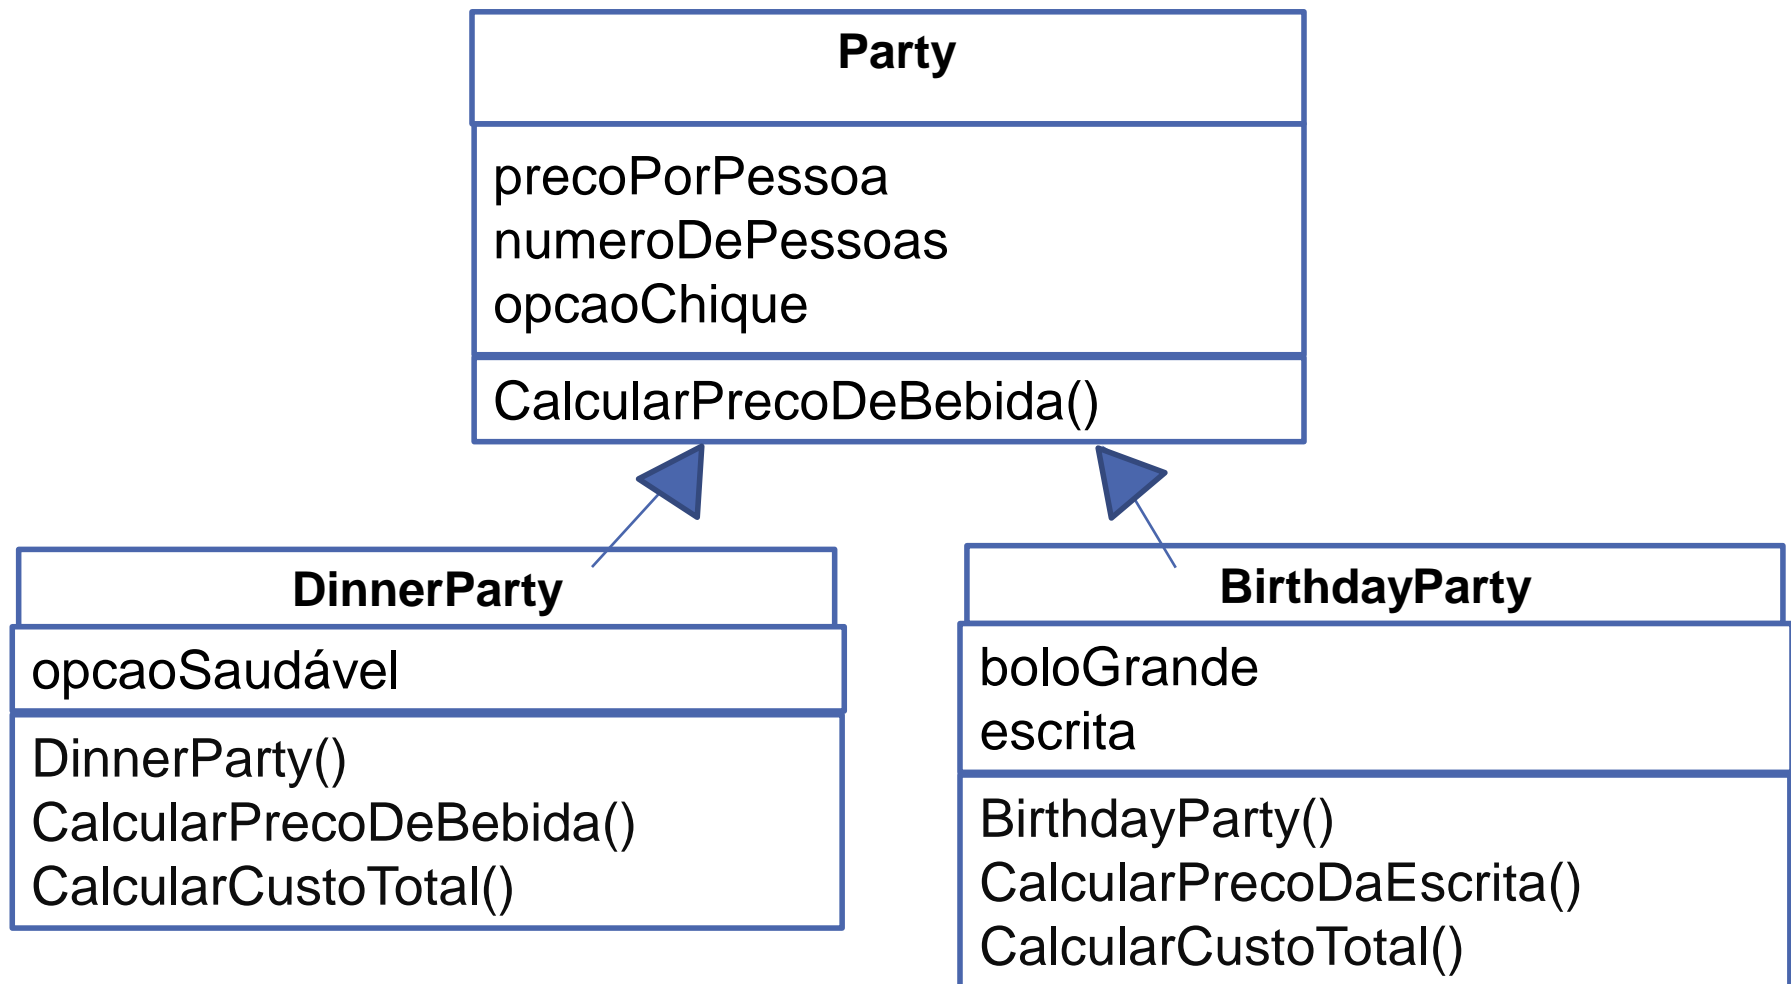 Party
precoPorPessoa
numeroDePessoas
opcaoChique
CalcularPrecoDeBebida()
DinnerParty
opcaoSaudável
DinnerParty()
CalcularPrecoDeBebida()
CalcularCustoTotal()
BirthdayParty
boloGrande
escrita
BirthdayParty()
CalcularPrecoDaEscrita()
CalcularCustoTotal()